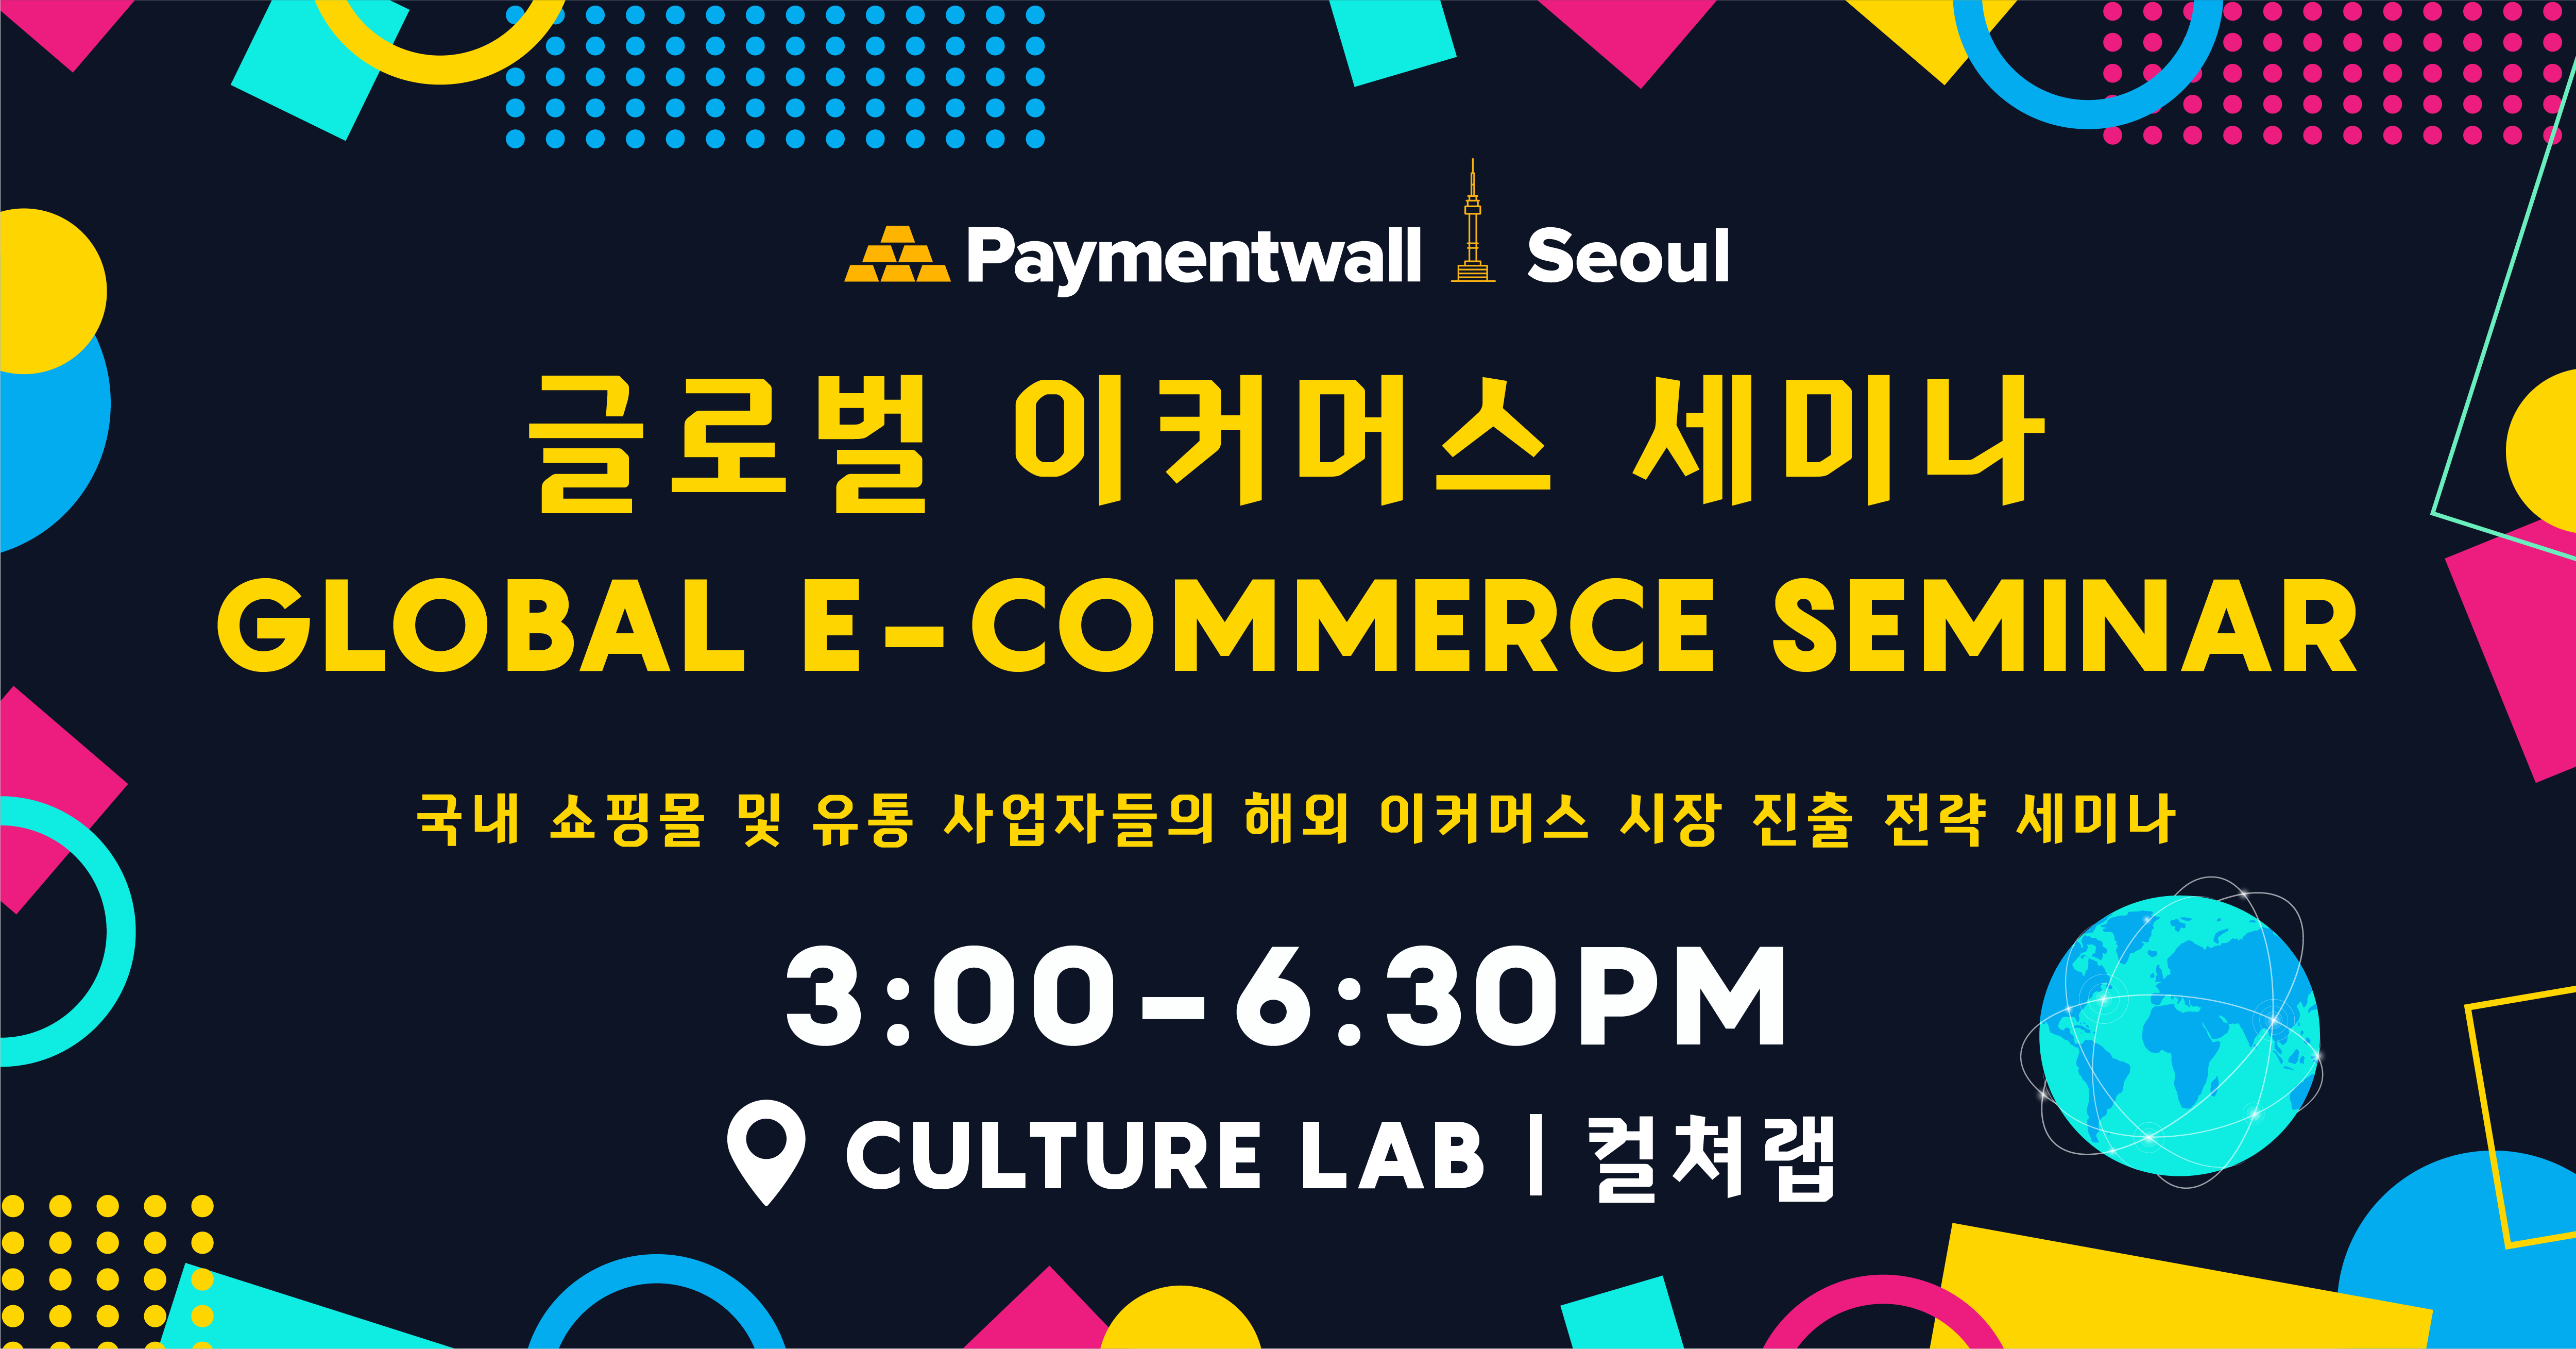 Paymentwall Seoul
글로벌 이커머스 세미나
GLOBAL E-COMMERCE SEMINAR
국내 쇼핑몰 및 유통 사업자들의 해외 이커머스 시장 진출 전략 세미나
3:00-6:30PM
CULTURE LAB | 컬쳐랩